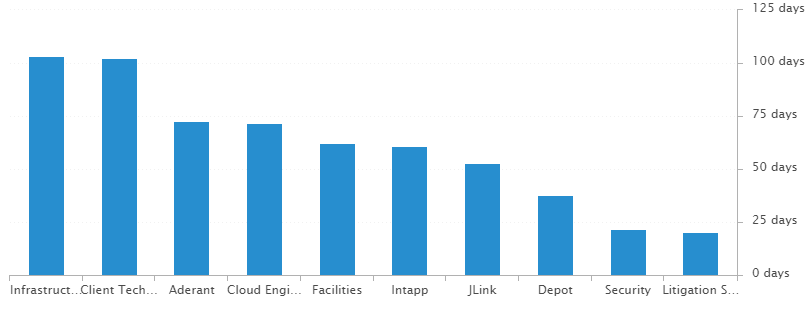 125 days
100 days
75 days
50 days
25 days
0 days
Infrastruct... Client Tech... Aderant Cloud Engi... Facilities Intapp JLink Depot Security Litigation S...